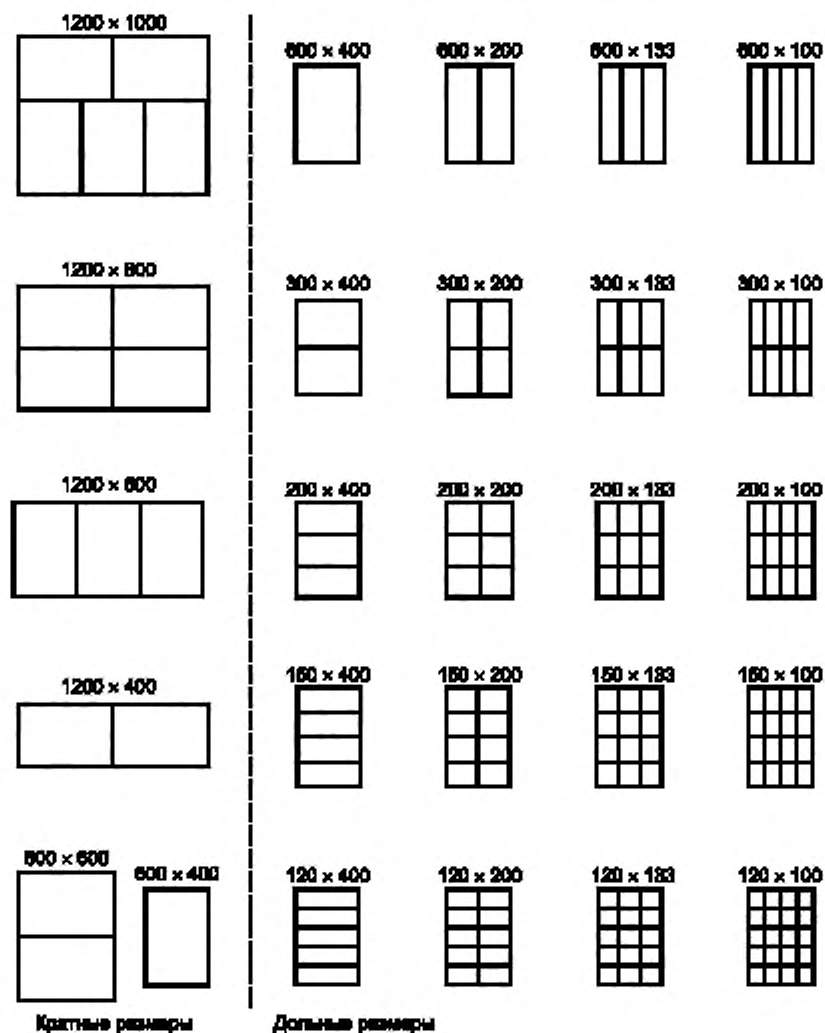 1200 × 1000
600 × 400 600 × 200 600 × 133 600 × 100
1200 × 800
300 × 400 300 × 200 300 × 133 300 × 100
1200 × 600
200 × 400 200 × 200 200 × 133 200 × 100
1200 × 400
150 × 400 150 × 200 150 × 133 150 × 100
800 × 600
600 × 400 120 × 400 120 × 200 120 × 133 120 × 100
Кратные размеры Дольные размеры